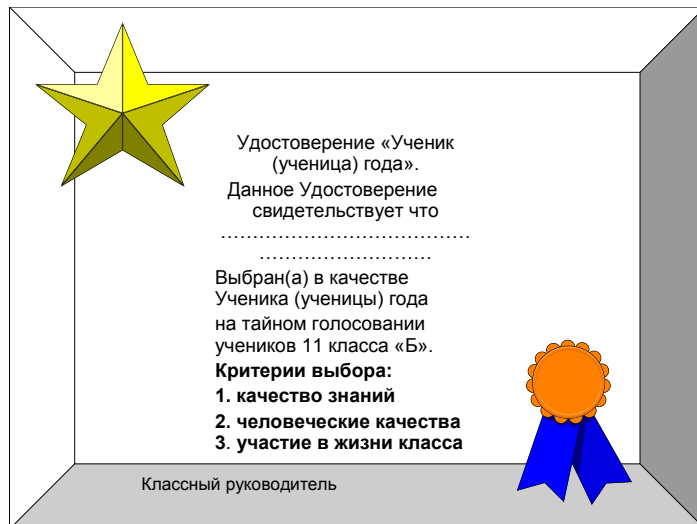 Удостоверение «Ученик
(ученица) года».
Данное Удостоверение
свидетельствует что
…………………………………
………………………
Выбран(а) в качестве
Ученика (ученицы) года
на тайном голосовании
учеников 11 класса «Б».
Критерии выбора:
1. качество знаний
2. человеческие качества
3. участие в жизни класса
Классный руководитель